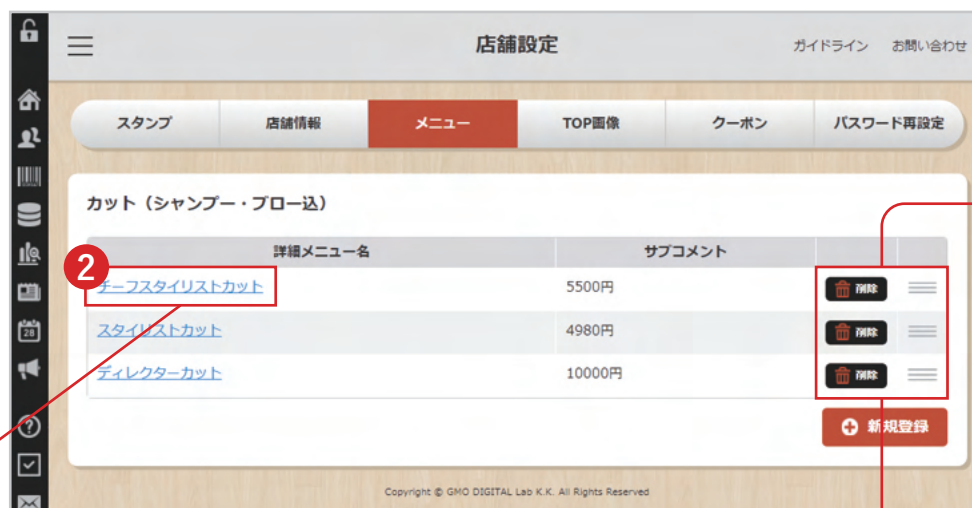 店舗設定
ガイドライン お問い合わせ
スタンプ 店舗情報 メニュー TOP画像 クーポン パスワード再設定
カット（シャンプー・ブロー込）
詳細メニュー名 サブコメント
2
チーフスタイリストカット 5500円 削除
スタイリストカット 4980円 削除
ディレクターカット 10000円 削除
新規登録
28
Copyright © GMO DIGITAL Lab K.K. All Rights Reserved